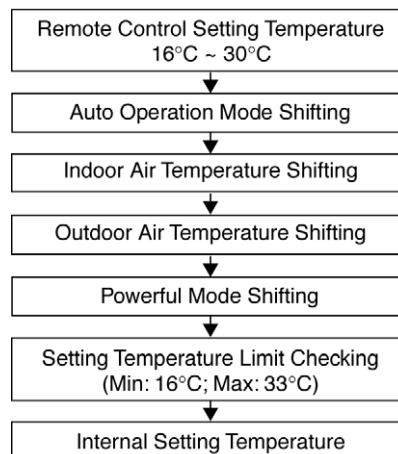 Remote Control Setting Temperature
16°C ~ 30°C
Auto Operation Mode Shifting
Indoor Air Temperature Shifting
Outdoor Air Temperature Shifting
Powerful Mode Shifting
Setting Temperature Limit Checking
(Min: 16°C; Max: 33°C)
Internal Setting Temperature